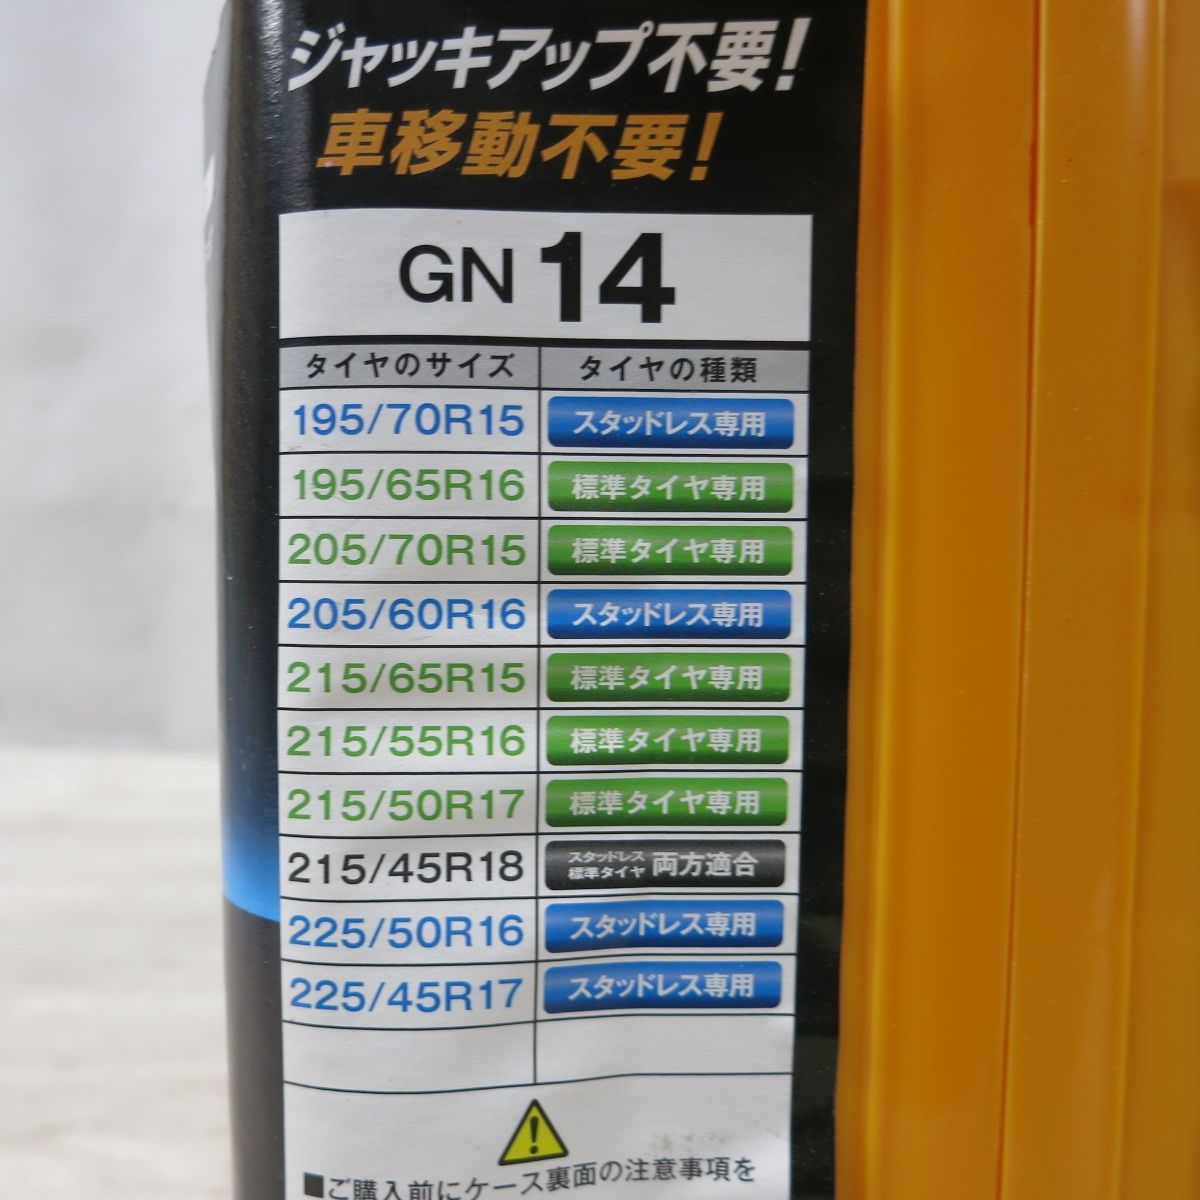 ジャッキアップ不要!
車移動不要!
GN 14
タイヤのサイズ タイヤの種類
195/70R15 スタッドレス専用
195/65R16 標準タイヤ専用
205/70R15 標準タイヤ専用
205/60R16 スタッドレス専用
215/65R15 標準タイヤ専用
215/55R16 標準タイヤ専用
215/50R17 標準タイヤ専用
215/45R18 スタッドレス 標準タイヤ 両方適合
225/50R16 スタッドレス専用
225/45R17 スタッドレス専用
■ご購入前にケース裏面の注意事項を